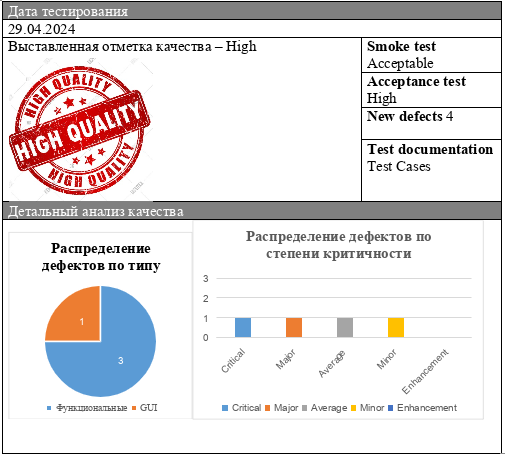 Дата тестирования
29.04.2024
Выставленная отметка качества – High
HIGH QUALITY
HIGH QUALITY
HIGH QUALITY
Smoke test
Acceptable
Acceptance test
High
New defects 4
Test documentation
Test Cases
Детальный анализ качества
Распределение
дефектов по типу
1
3
Функциональные GUI
Распределение дефектов по
степени критичности
3
2
1
0
Critical Major Average Minor Enhancement
Critical Major Average Minor Enhancement